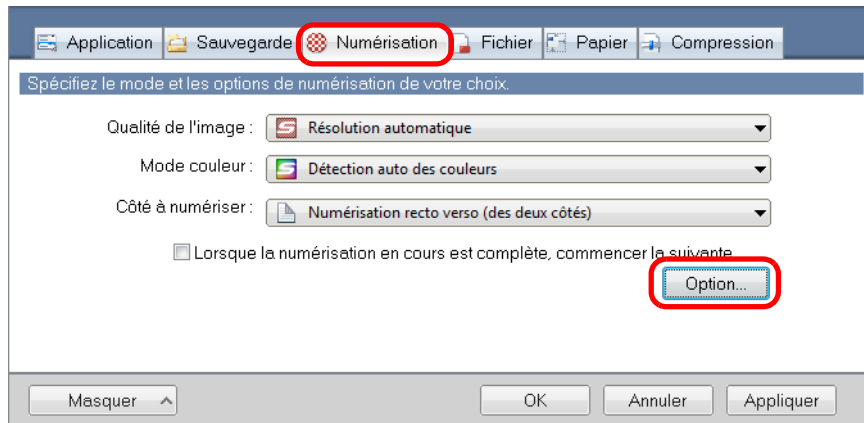 Application Sauvegarde Numérisation Fichier Papier Compression
Spécifiez le mode et les options de numérisation de votre choix.
Qualité de l'image : Résolution automatique
Mode couleur : Détection auto des couleurs
Côté à numériser : Numérisation recto verso (des deux côtés)
Lorsque la numérisation en cours est complète, commencer la suivante
Option...
Masquer OK Annuler Appliquer